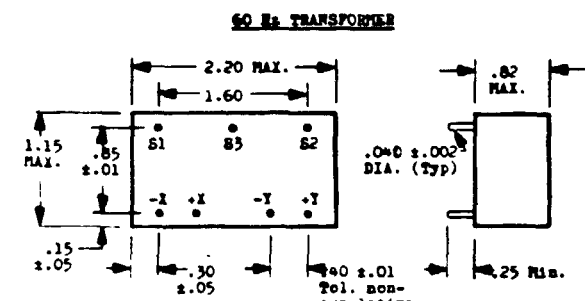 60 Hz TRANSFORMER
2.20 MAX.
1.60
.82
MAX.
1.15
MAX.
.85
±.01
S1
S3
S2
.040 ±.002
DIA. (Typ)
-X
+X
-Y
+Y
.15
±.05
.30
±.05
.40 ±.01
Tol. non-
.25 Min.